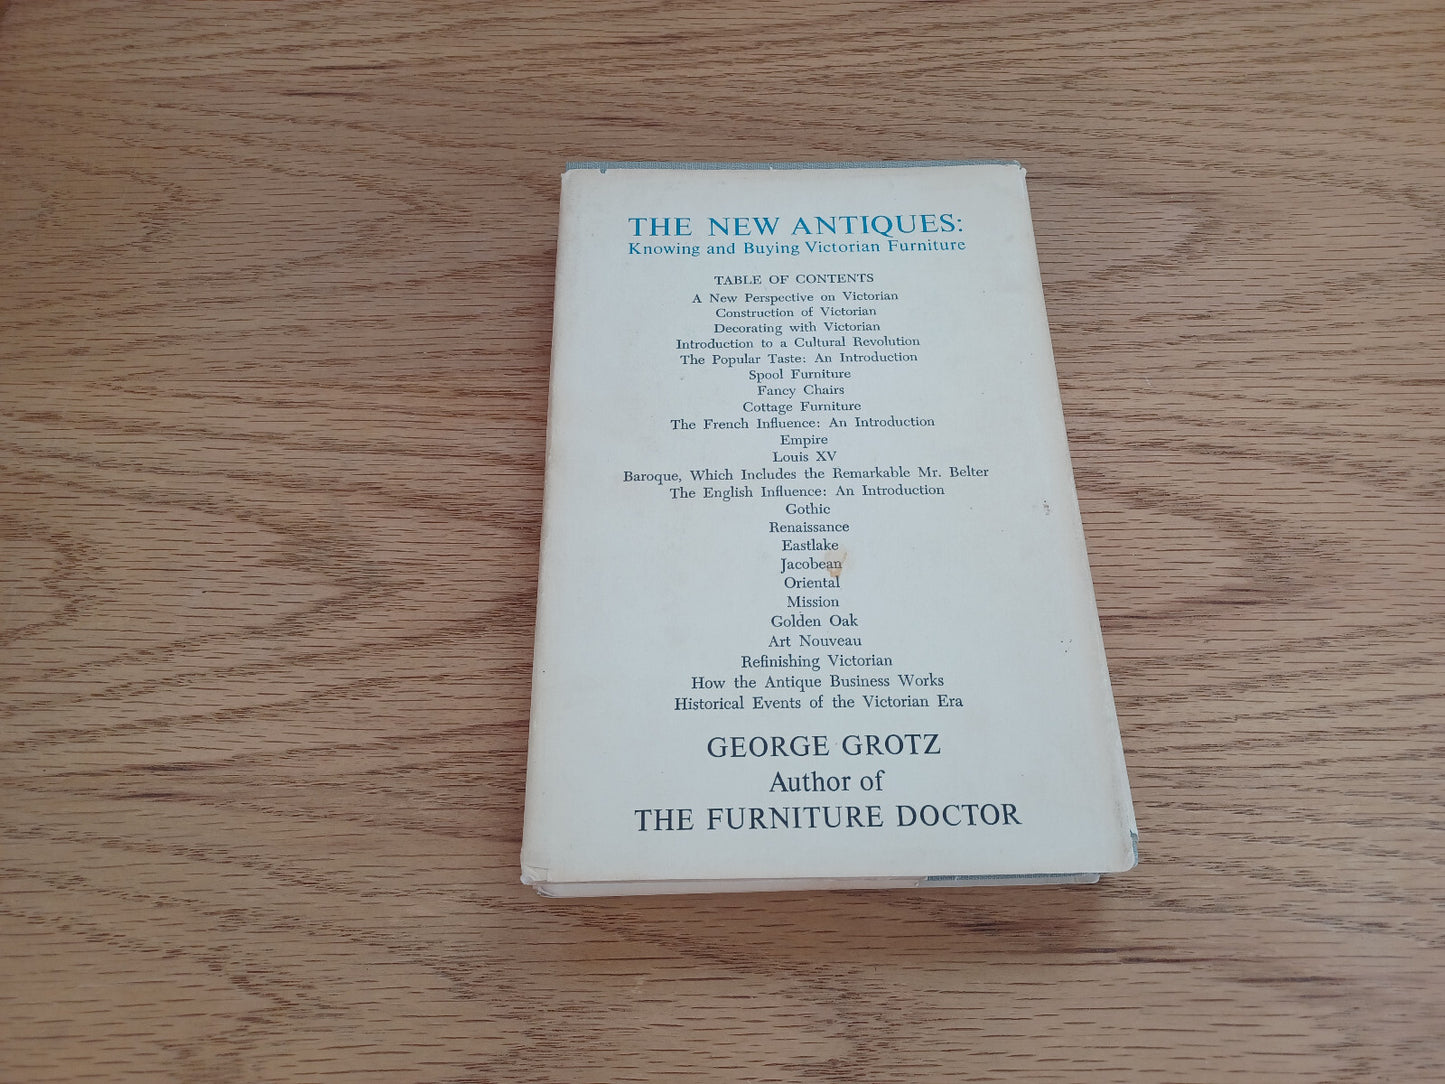 THE NEW ANTIQUES:
Knowing and Buying Victorian Furniture
TABLE OF CONTENTS
A New Perspective on Victorian
Construction of Victorian
Decorating with Victorian
Introduction to a Cultural Revolution
The Popular Taste: An Introduction
Spool Furniture
Fancy Chairs
Cottage Furniture
The French Influence: An Introduction
Empire
Louis XV
Baroque, Which Includes the Remarkable Mr. Belter
The English Influence: An Introduction
Gothic
Renaissance
Eastlake
Jacobean
Oriental
Mission
Golden Oak
Art Nouveau
Refinishing Victorian
How the Antique Business Works
Historical Events of the Victorian Era
GEORGE GROTZ
Author of
THE FURNITURE DOCTOR